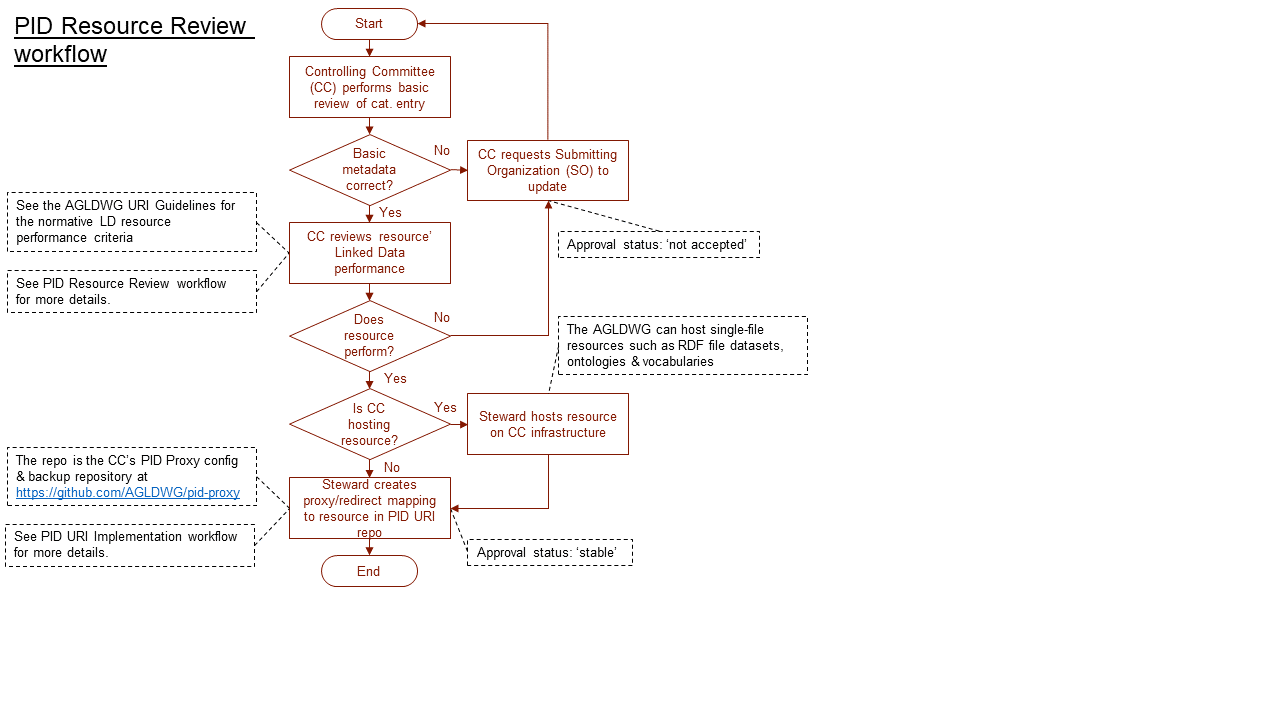 PID Resource Review
workflow
Start
Controlling Committee
(CC) performs basic
review of cat. entry
Basic
metadata
correct?
No
CC requests Submitting
Organization (SO) to
update
Yes
See the AGLDWG URI Guidelines for
the normative LD resource
performance criteria
CC reviews resource’
Linked Data
performance
Approval status: ‘not accepted’
See PID Resource Review workflow
for more details.
Does
resource
perform?
No
The AGLDWG can host single-file
resources such as RDF file datasets,
ontologies & vocabularies
Yes
Is CC
hosting
resource?
Yes
Steward hosts resource
on CC infrastructure
No
The repo is the CC’s PID Proxy config
& backup repository at
https://github.com/AGLDWG/pid-proxy
Steward creates
proxy/redirect mapping
to resource in PID URI
repo
See PID URI Implementation workflow
for more details.
Approval status: ‘stable’
End